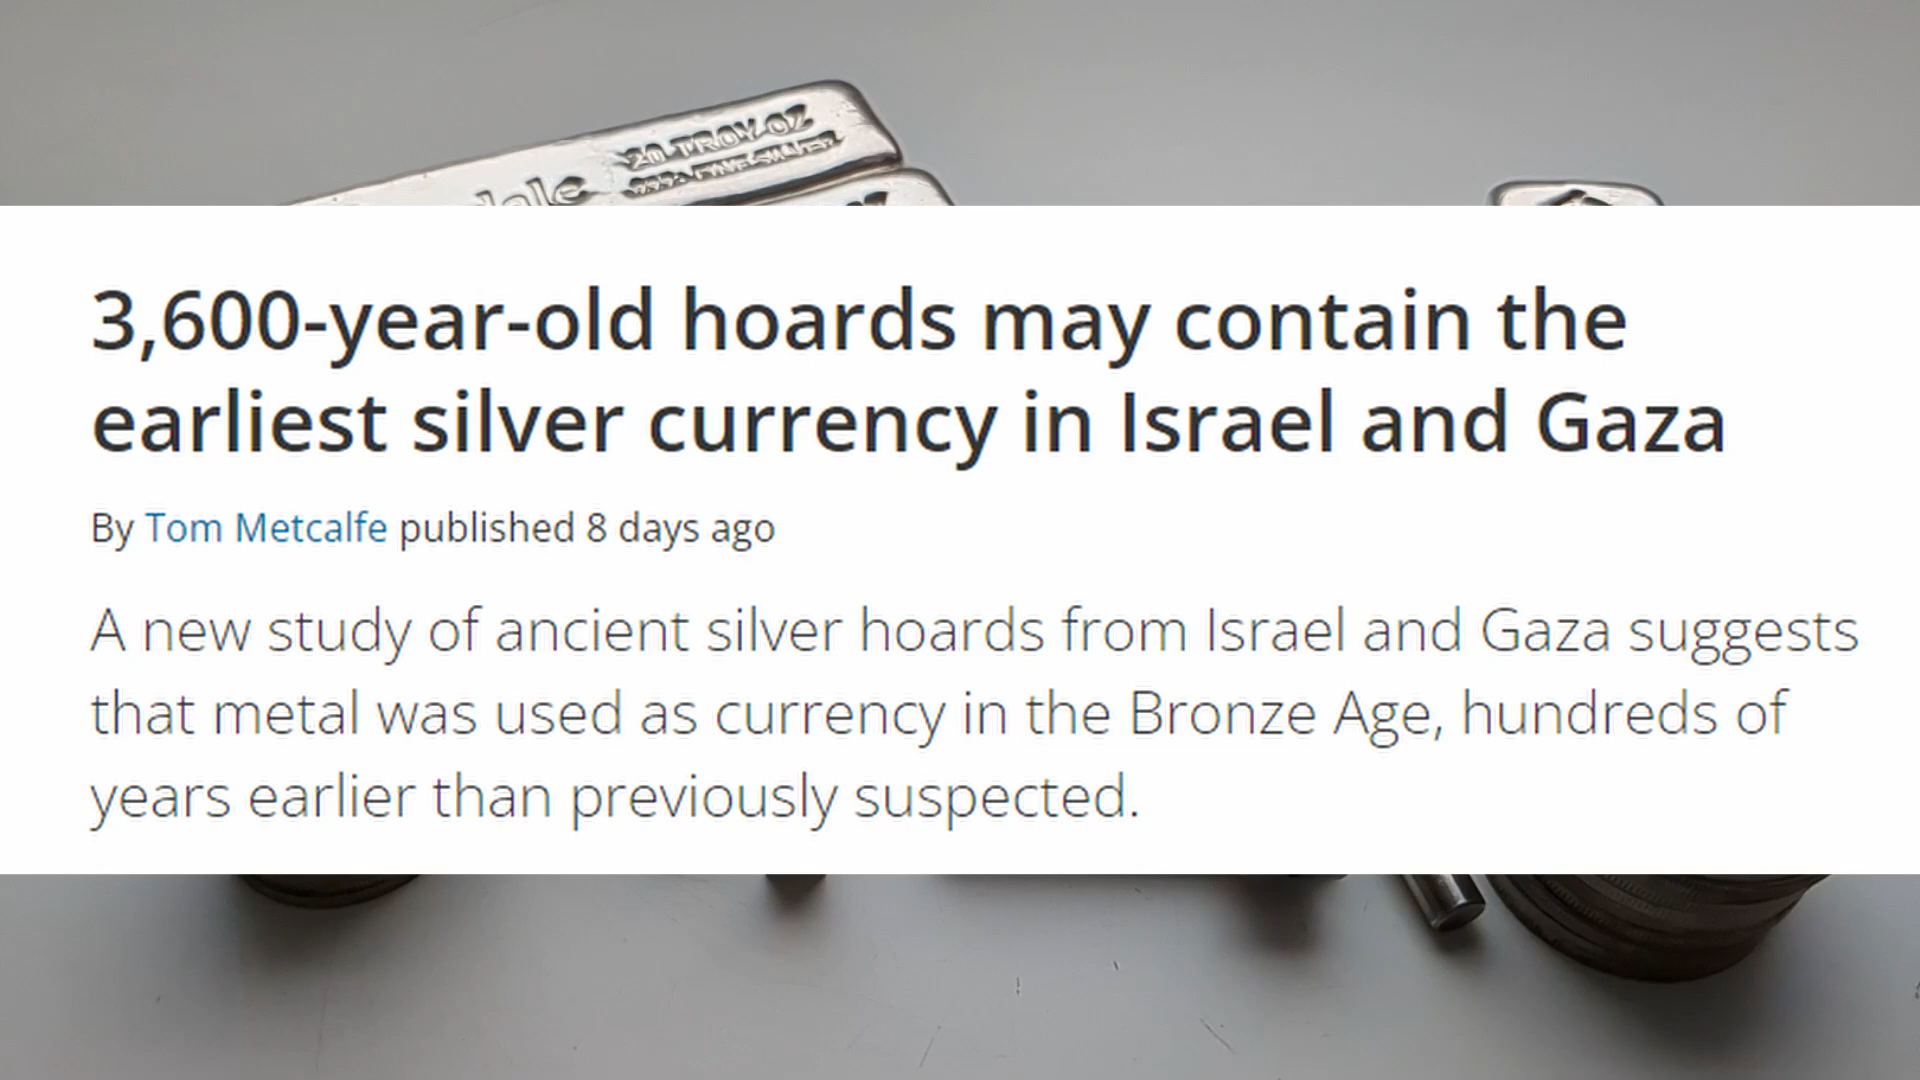 20 TROY OZ
dale
3,600-year-old hoards may contain the
earliest silver currency in Israel and Gaza
By Tom Metcalfe published 8 days ago
A new study of ancient silver hoards from Israel and Gaza suggests
that metal was used as currency in the Bronze Age, hundreds of
years earlier than previously suspected.